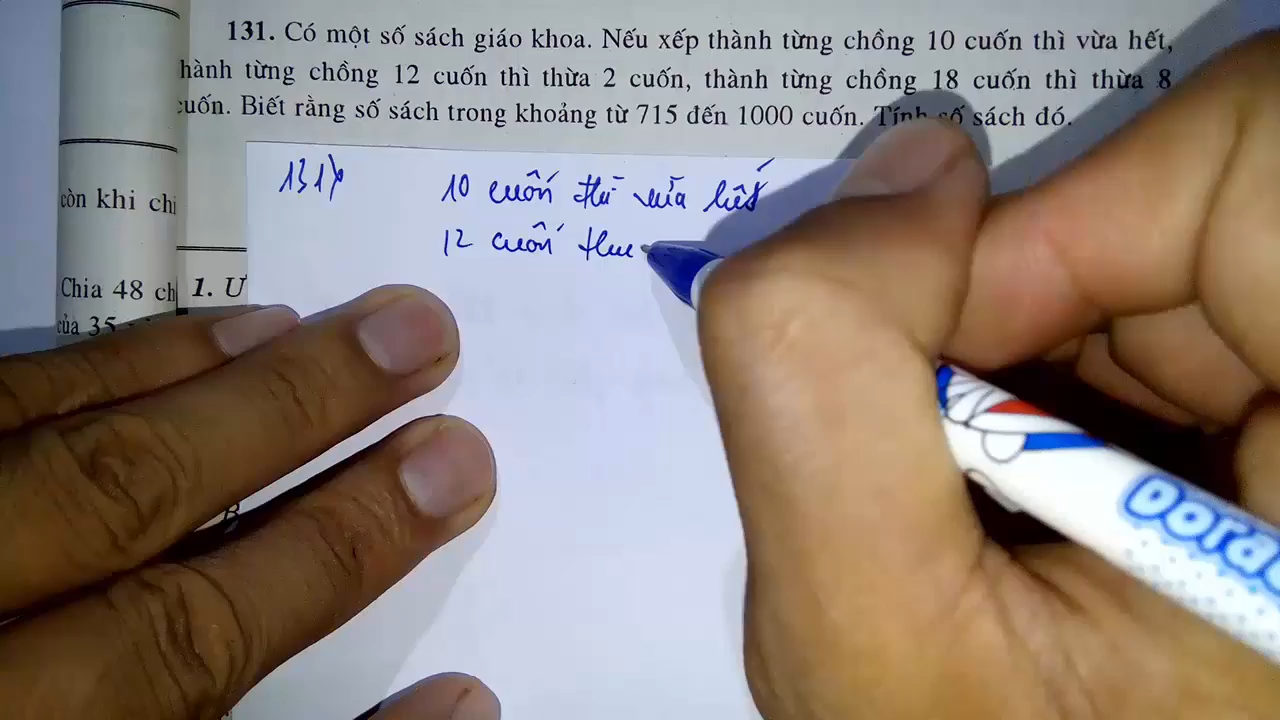 131. Có một số sách giáo khoa. Nếu xếp thành từng chồng 10 cuốn thì vừa hết,
hành từng chồng 12 cuốn thì thừa 2 cuốn, thành từng chồng 18 cuốn thì thừa 8
cuốn. Biết rằng số sách trong khoảng từ 715 đến 1000 cuốn. Tính số sách đó.
131)
10 cuốn thì vừa hết
12 cuốn thừ
còn khi chi
Chia 48 ch
của 35
1. Ư
Dora